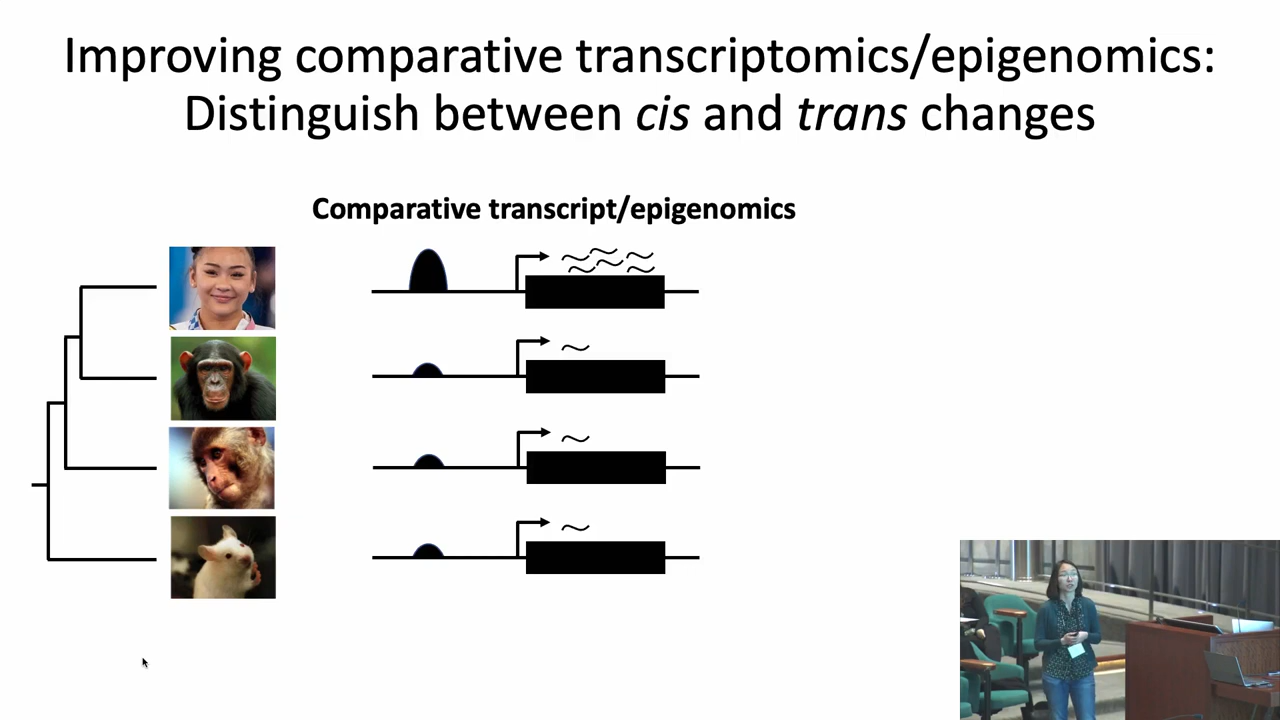 Improving comparative transcriptomics/epigenomics:
Distinguish between cis and trans changes
Comparative transcript/epigenomics